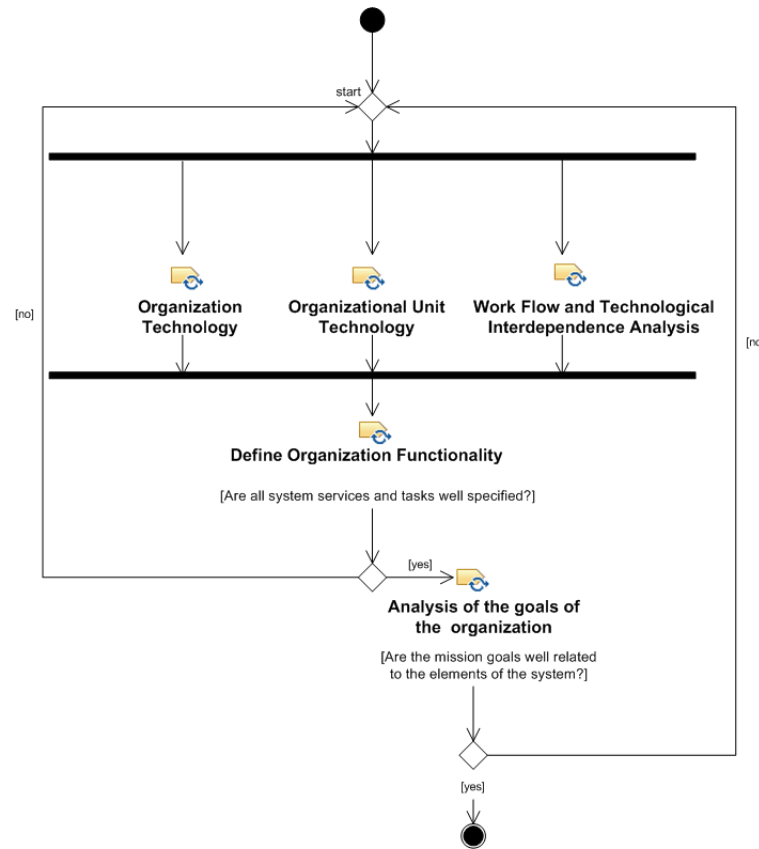 start
Organization
Technology
Organizational Unit
Technology
Work Flow and Technological
Interdependence Analysis
[no]
Define Organization Functionality
[Are all system services and tasks well specified?]
[yes]
Analysis of the goals of
the organization
[Are the mission goals well related
to the elements of the system?]
[yes]